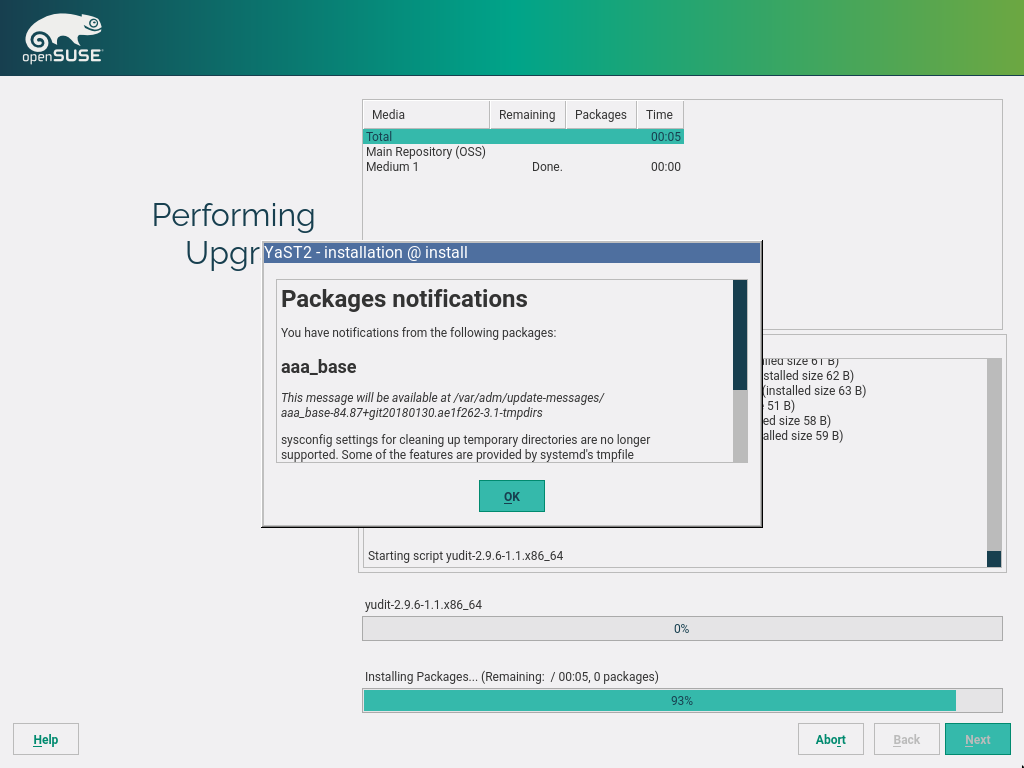 openSUSE
Media Remaining Packages Time
Total 00:05
Main Repository (OSS)
Medium 1 Done. 00:00
Performing
Upgr
YaST2 - installation @ install
Packages notifications
You have notifications from the following packages:
aaa_base
This message will be available at /var/adm/update-messages/
aaa_base-84.87+git20180130.ae1f262-3.1-tmpdirs
sysconfig settings for cleaning up temporary directories are no longer
supported. Some of the features are provided by systemd's tmpfile
OK
size 61 B)
stalled size 62 B)
(installed size 63 B)
51 B)
ed size 58 B)
alled size 59 B)
Starting script yudit-2.9.6-1.1.x86_64
yudit-2.9.6-1.1.x86_64
0%
Installing Packages... (Remaining: / 00:05, 0 packages)
93%
Help Abort Back Next